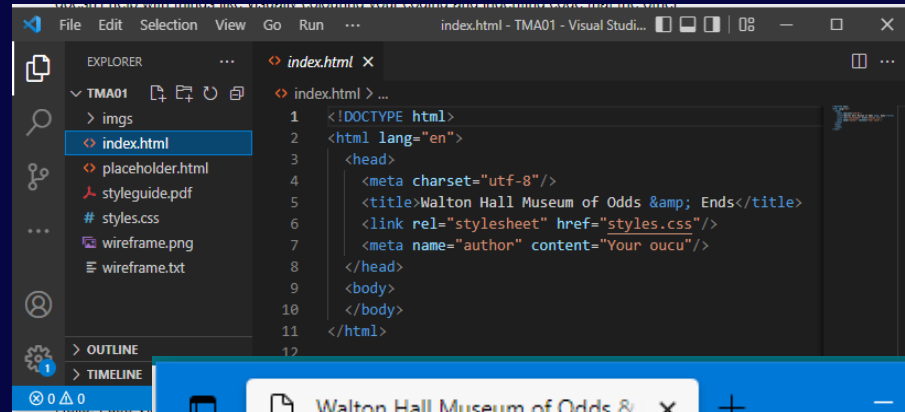 File Edit Selection View Go Run ··· index.html - TMA01 - Visual Studi...
EXPLORER ··· index.html ···
TMA01 index.html > ...
imgs
index.html
placeholder.html
styleguide.pdf
styles.css
wireframe.png
wireframe.txt
OUTLINE
TIMELINE
1 <!DOCTYPE html>
2 <html lang="en">
3 <head>
4 <meta charset="utf-8"/>
5 <title>Walton Hall Museum of Odds &amp; Ends</title>
6 <link rel="stylesheet" href="styles.css"/>
7 <meta name="author" content="Your oucu"/>
8 </head>
9 <body>
10 </body>
11 </html>
12
1
0 0
Walton Hall Museum of Odds &